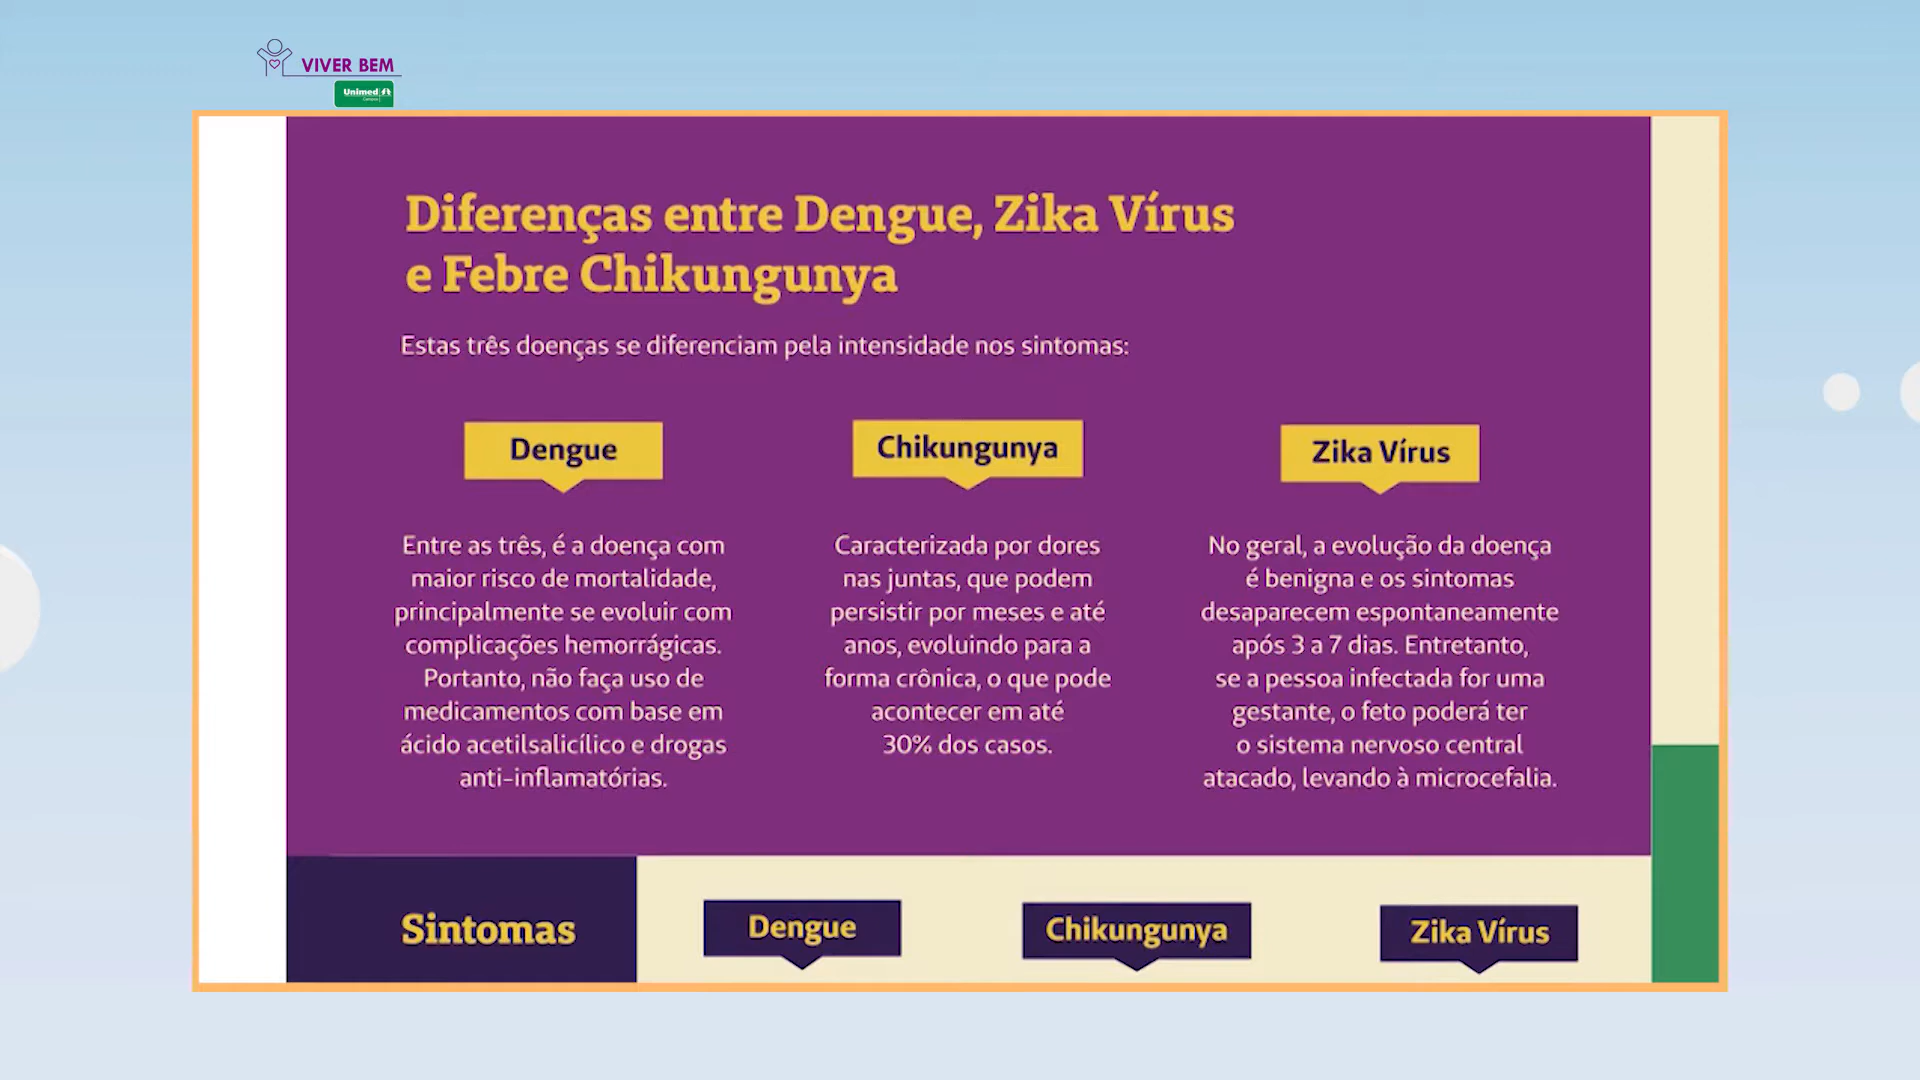 VIVER BEM
Unimed
Diferenças entre Dengue, Zika Vírus
e Febre Chikungunya
Estas três doenças se diferenciam pela intensidade nos sintomas:
Dengue
Entre as três, é a doença com
maior risco de mortalidade,
principalmente se evoluir com
complicações hemorrágicas.
Portanto, não faça uso de
medicamentos com base em
ácido acetilsalicílico e drogas
anti-inflamatórias.
Chikungunya
Caracterizada por dores
nas juntas, que podem
persistir por meses e até
anos, evoluindo para a
forma crônica, o que pode
acontecer em até
30% dos casos.
Zika Vírus
No geral, a evolução da doença
é benigna e os sintomas
desaparecem espontaneamente
após 3 a 7 dias. Entretanto,
se a pessoa infectada for uma
gestante, o feto poderá ter
o sistema nervoso central
atacado, levando à microcefalia.
Sintomas
Dengue
Chikungunya
Zika Vírus